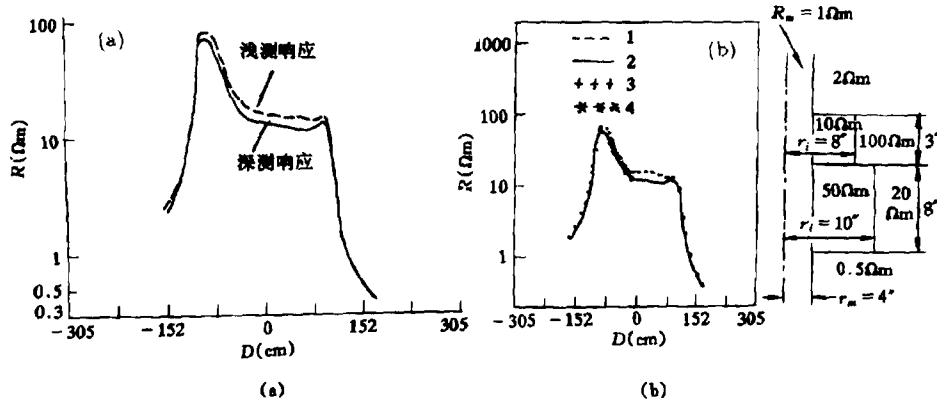 (a)
浅测响应
深测响应
R(Ωm)
100
10
1
0.5
0.3
-305
-152
0
152
305
D(cm)
(a)
(b)
1
2
3
4
R(Ωm)
1000
100
10
1
-305
-152
0
152
305
D(cm)
(b)
R_m = 1Ωm
2Ωm
10Ωm
r_i = 8″
100Ωm
3″
50Ωm
20
Ωm
8″
r_i = 10″
0.5Ωm
r_m = 4″